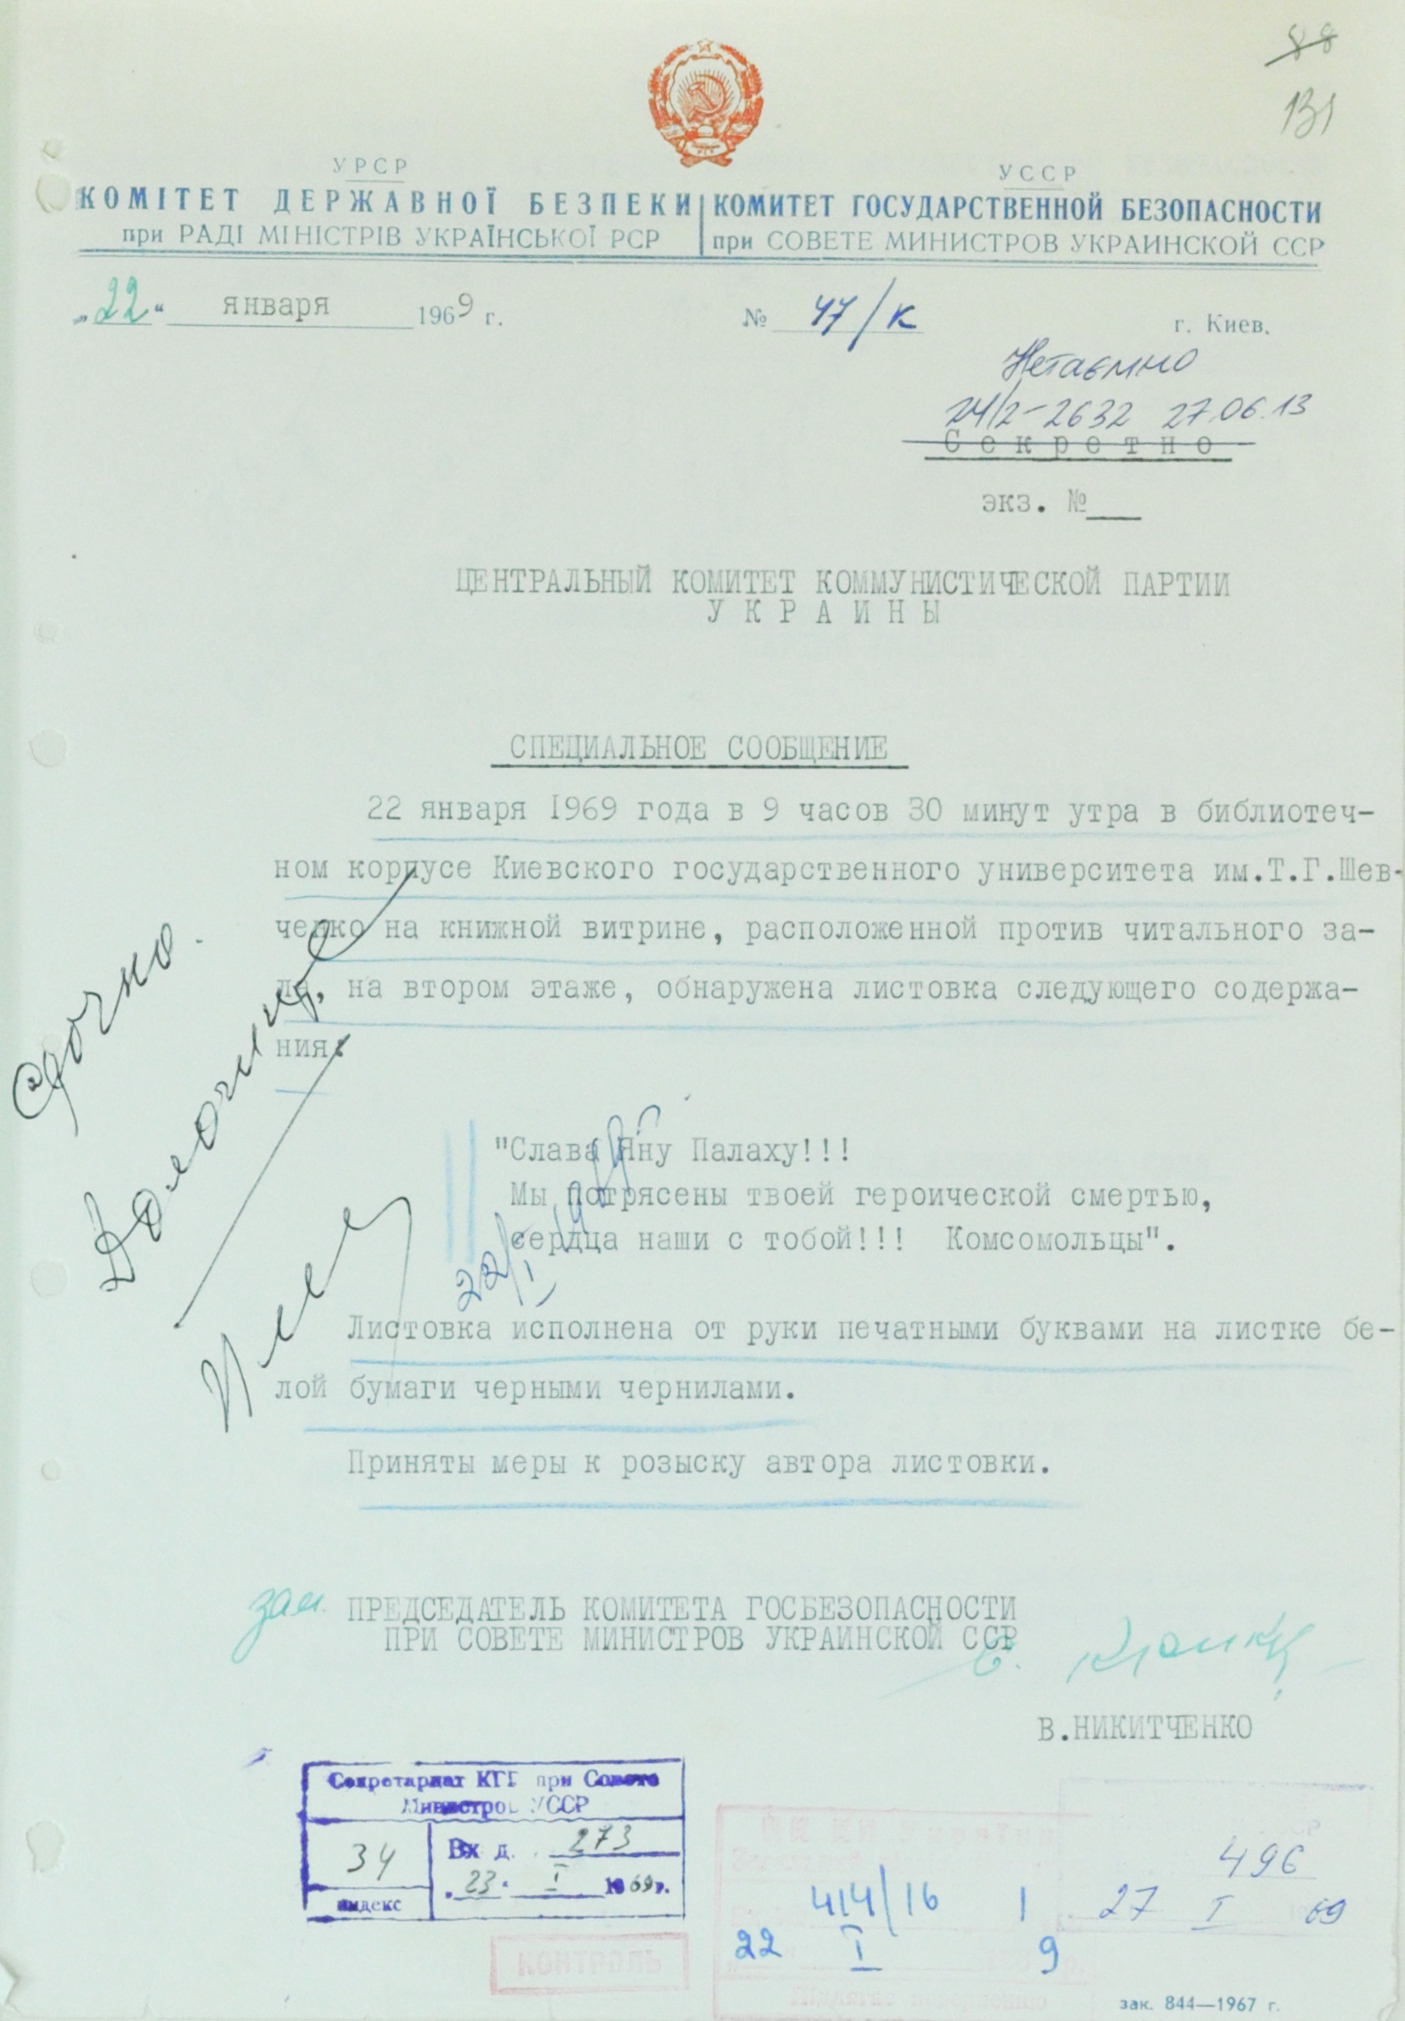 88
131
УРСР
КОМІТЕТ ДЕРЖАВНОЇ БЕЗПЕКИ
при РАДІ МІНІСТРІВ УКРАЇНСЬКОЇ РСР
УССР
КОМИТЕТ ГОСУДАРСТВЕННОЙ БЕЗОПАСНОСТИ
при СОВЕТЕ МИНИСТРОВ УКРАИНСКОЙ ССР
„22“ января 1969 г.
№ 47/к
г. Киев.
Нетаємно
24/2-2632 27.06.13
Секретно
экз. №
ЦЕНТРАЛЬНЫЙ КОМИТЕТ КОММУНИСТИЧЕСКОЙ ПАРТИИ
УКРАИНЫ
СПЕЦИАЛЬНОЕ СООБЩЕНИЕ
22 января 1969 года в 9 часов 30 минут утра в библиотеч-
ном корпусе Киевского государственного университета им.Т.Г.Шев-
ченко на книжной витрине, расположенной против читального за-
ла, на втором этаже, обнаружена листовка следующего содержа-
ния:
Срочно.
"Слава Яну Палаху!!!
Мы потрясены твоей героической смертью,
сердца наши с тобой!!! Комсомольцы".
Листовка исполнена от руки печатными буквами на листке бе-
лой бумаги черными чернилами.
Приняты меры к розыску автора листовки.
зам. ПРЕДСЕДАТЕЛЬ КОМИТЕТА ГОСБЕЗОПАСНОСТИ
ПРИ СОВЕТЕ МИНИСТРОВ УКРАИНСКОЙ ССР
В.НИКИТЧЕНКО
Секретариат КГБ при Совете
Министров УССР
34
индекс
Вх д. 273
„23“ I 1969г.
414/16 1
22 I 9
496
27 I 69
КОНТРОЛЬ
зак. 844—1967 г.